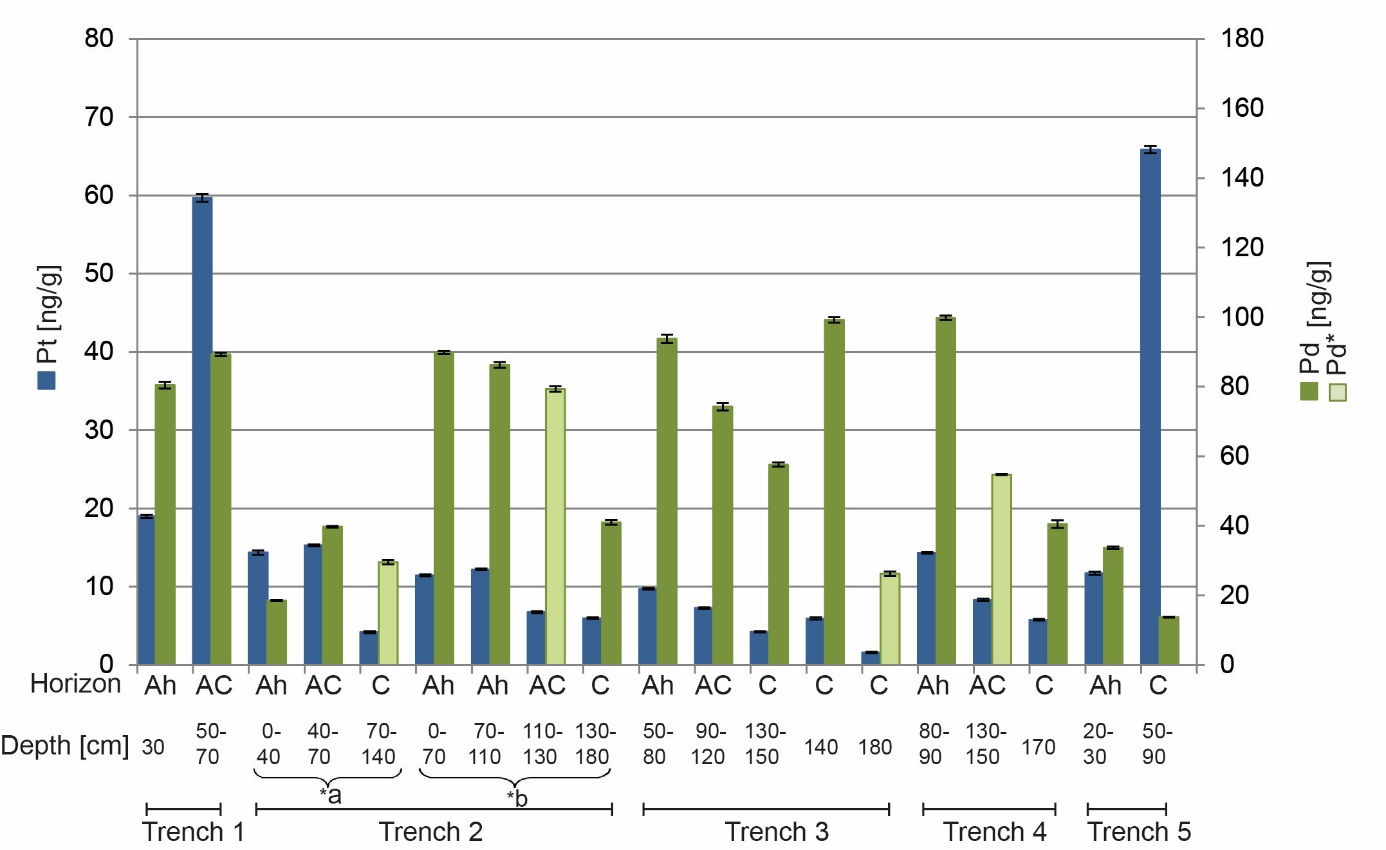 80
70
60
50
40
30
20
10
0
Pt [ng/g]
180
160
140
120
100
80
60
40
20
0
Pd [ng/g]
Pd*
Horizon Ah AC Ah AC C Ah Ah AC C Ah AC C C C Ah AC C Ah C
Depth [cm] 30 50-70 0-40 40-70 70-140 0-70 70-110 110-130 130-180 50-80 90-120 130-150 140 180 80-90 130-150 170 20-30 50-90
*a *b
Trench 1 Trench 2 Trench 3 Trench 4 Trench 5